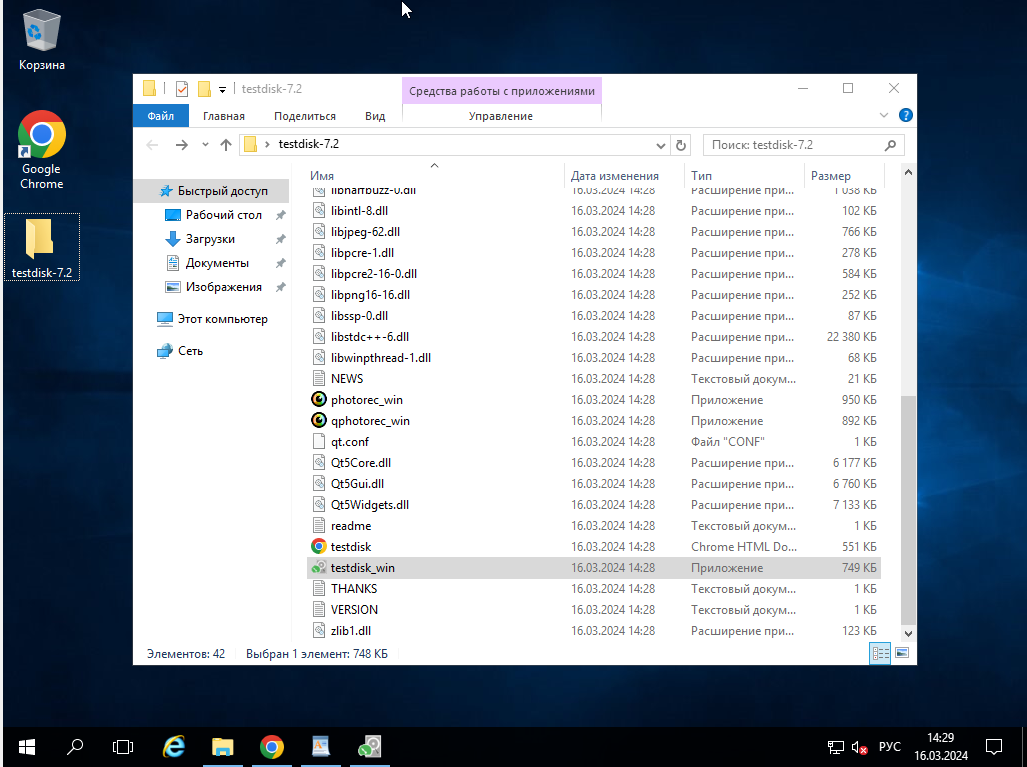 Корзина
Google
Chrome
testdisk-7.2
testdisk-7.2
Средства работы с приложениями
Файл
Главная
Поделиться
Вид
Управление
testdisk-7.2
Поиск: testdisk-7.2
Быстрый доступ
Рабочий стол
Загрузки
Документы
Изображения
Этот компьютер
Сеть
Имя Дата изменения Тип Размер
libharfbuzz-0.dll 16.03.2024 14:28 Расширение при... 1 038 КБ
libintl-8.dll 16.03.2024 14:28 Расширение при... 102 КБ
libjpeg-62.dll 16.03.2024 14:28 Расширение при... 766 КБ
libpcre-1.dll 16.03.2024 14:28 Расширение при... 278 КБ
libpcre2-16-0.dll 16.03.2024 14:28 Расширение при... 584 КБ
libpng16-16.dll 16.03.2024 14:28 Расширение при... 252 КБ
libssp-0.dll 16.03.2024 14:28 Расширение при... 87 КБ
libstdc++-6.dll 16.03.2024 14:28 Расширение при... 22 380 КБ
libwinpthread-1.dll 16.03.2024 14:28 Расширение при... 68 КБ
NEWS 16.03.2024 14:28 Текстовый докум... 21 КБ
photorec_win 16.03.2024 14:28 Приложение 950 КБ
qphotorec_win 16.03.2024 14:28 Приложение 892 КБ
qt.conf 16.03.2024 14:28 Файл "CONF" 1 КБ
Qt5Core.dll 16.03.2024 14:28 Расширение при... 6 177 КБ
Qt5Gui.dll 16.03.2024 14:28 Расширение при... 6 760 КБ
Qt5Widgets.dll 16.03.2024 14:28 Расширение при... 7 133 КБ
readme 16.03.2024 14:28 Текстовый докум... 1 КБ
testdisk 16.03.2024 14:28 Chrome HTML Do... 551 КБ
testdisk_win 16.03.2024 14:28 Приложение 749 КБ
THANKS 16.03.2024 14:28 Текстовый докум... 1 КБ
VERSION 16.03.2024 14:28 Текстовый докум... 1 КБ
zlib1.dll 16.03.2024 14:28 Расширение при... 123 КБ
Элементов: 42 Выбран 1 элемент: 748 КБ
РУС
14:29
16.03.2024